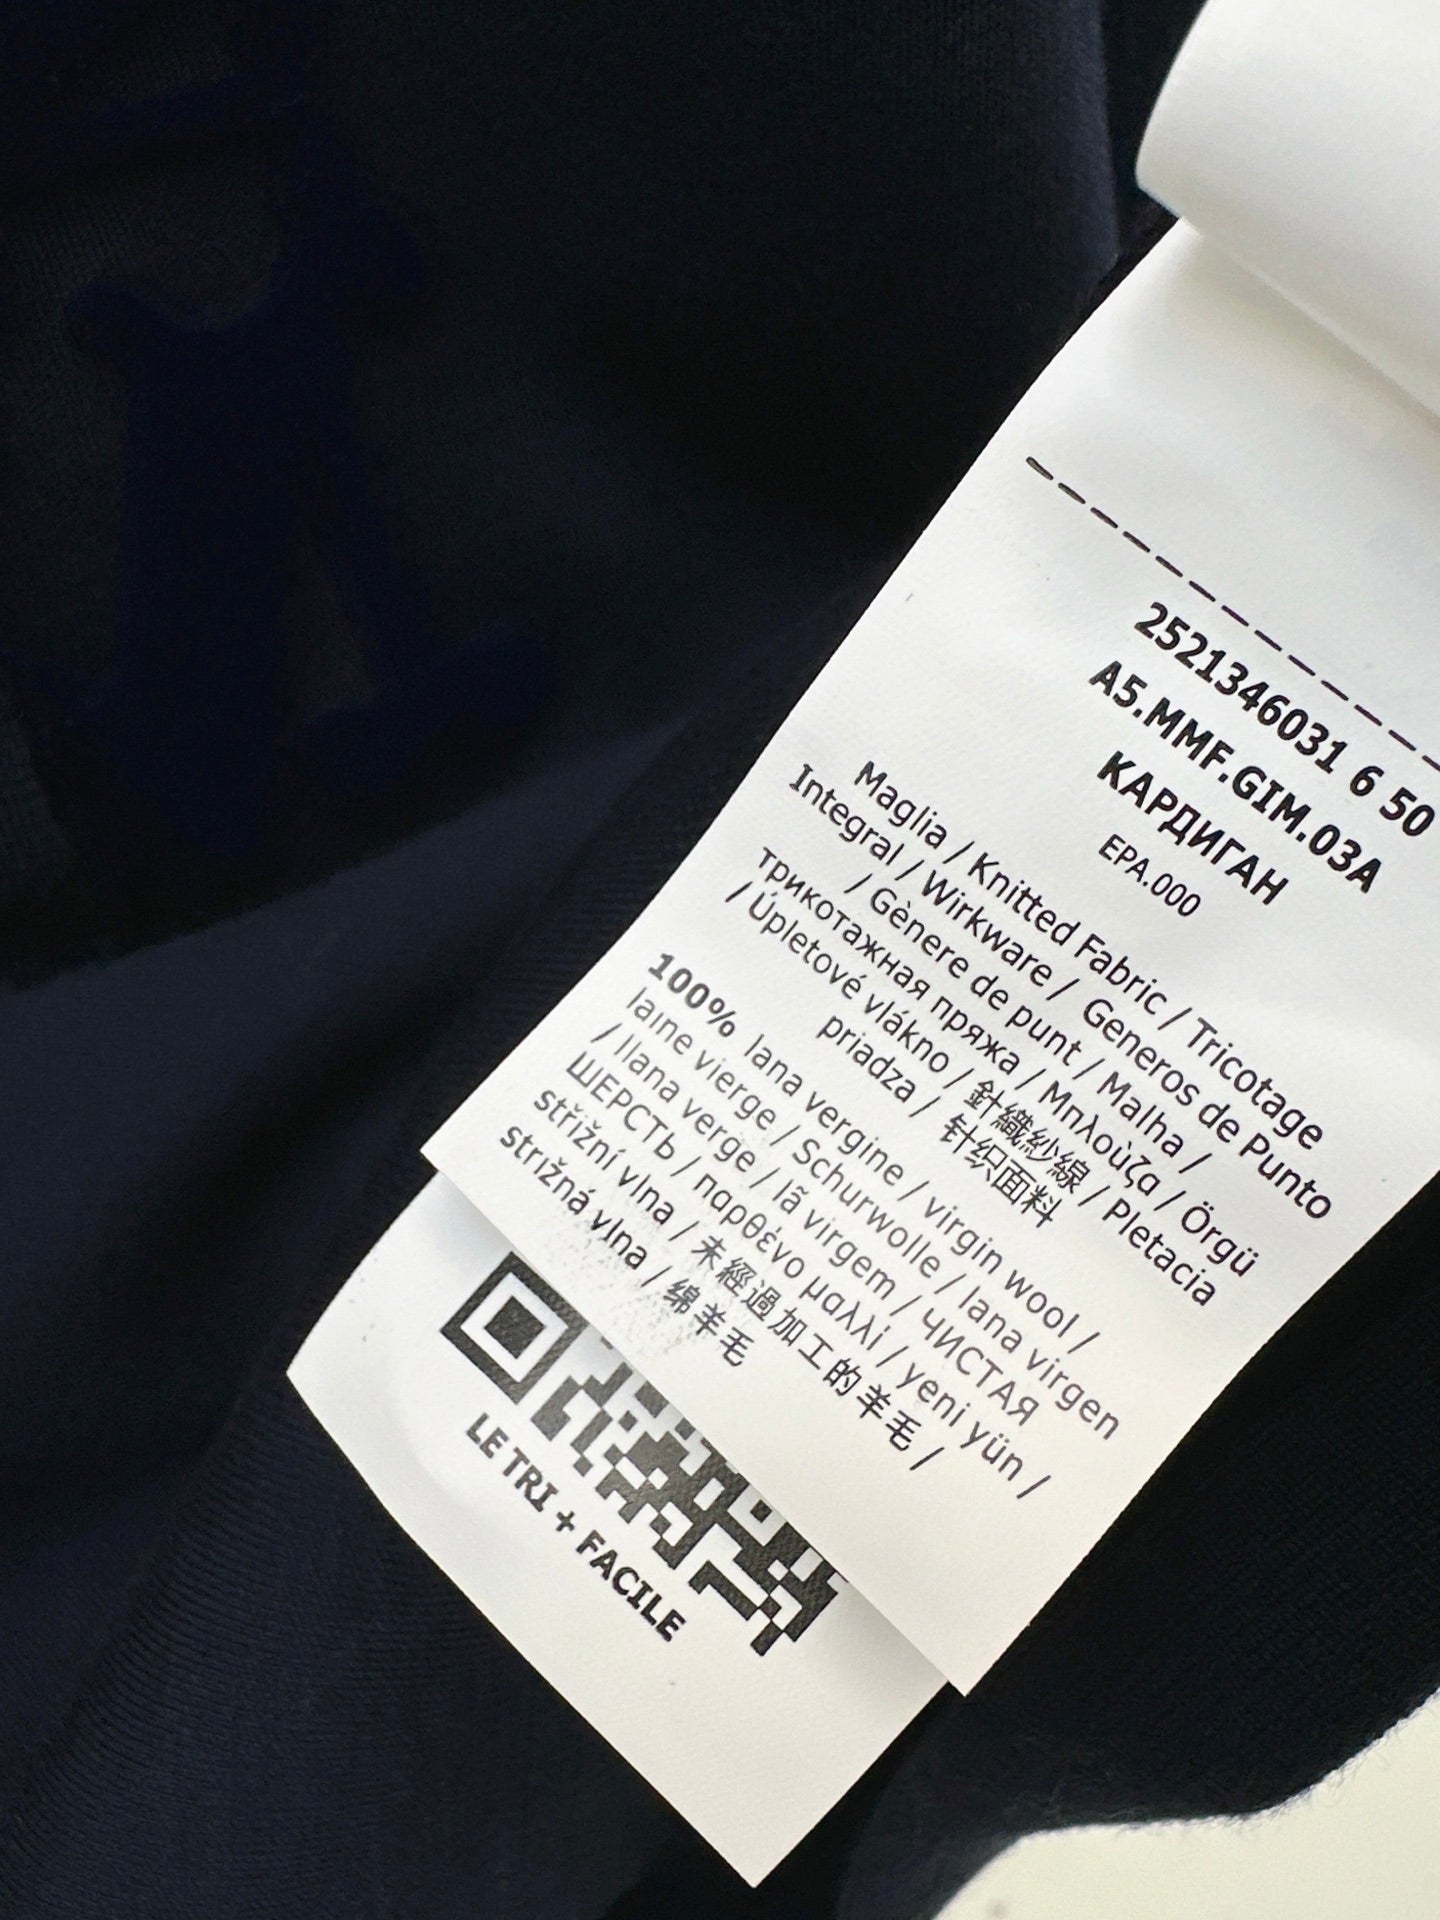 2521346031 6 50
A5.MMF.GIM.03A
КАРДИГАН
EPA.000
Maglia / Knitted Fabric / Tricotage
Integral / Wirkware / Generos de Punto
/ Gènere de punt / Malha /
трикотажная пряжа / Μπλούζα / Örgü
/ Úpletové vlákno / 針織紗線 / Pletacia
priadza / 针织面料
100% lana vergine / virgin wool /
laine vierge / Schurwolle / lana virgen
/ llana verge / lã virgem / ЧИСТАЯ
ШЕРСТЬ / παρθένο μαλλί / yeni yün /
střižní vlna / 未經過加工的羊毛 /
strižná vlna / 绵羊毛
LE TRI + FACILE